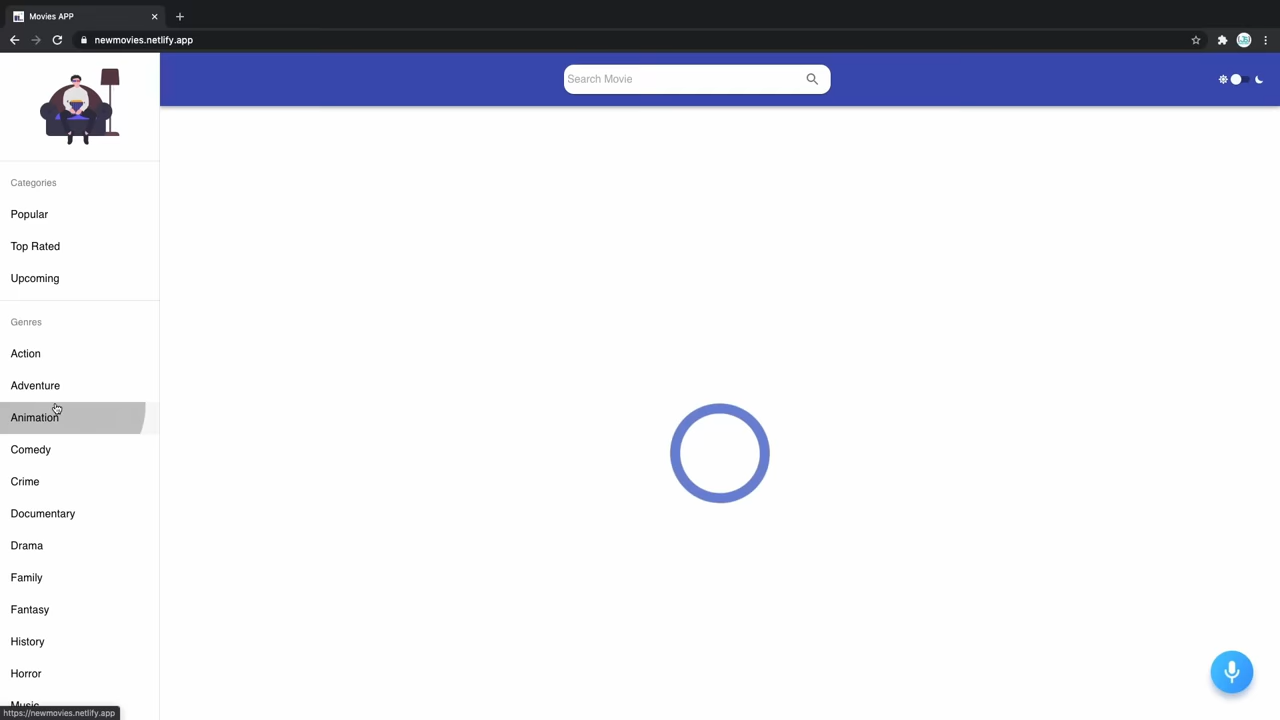 Movies APP
newmovies.netlify.app
Search Movie
Categories
Popular
Top Rated
Upcoming
Genres
Action
Adventure
Animation
Comedy
Crime
Documentary
Drama
Family
Fantasy
History
Horror
Music
https://newmovies.netlify.app